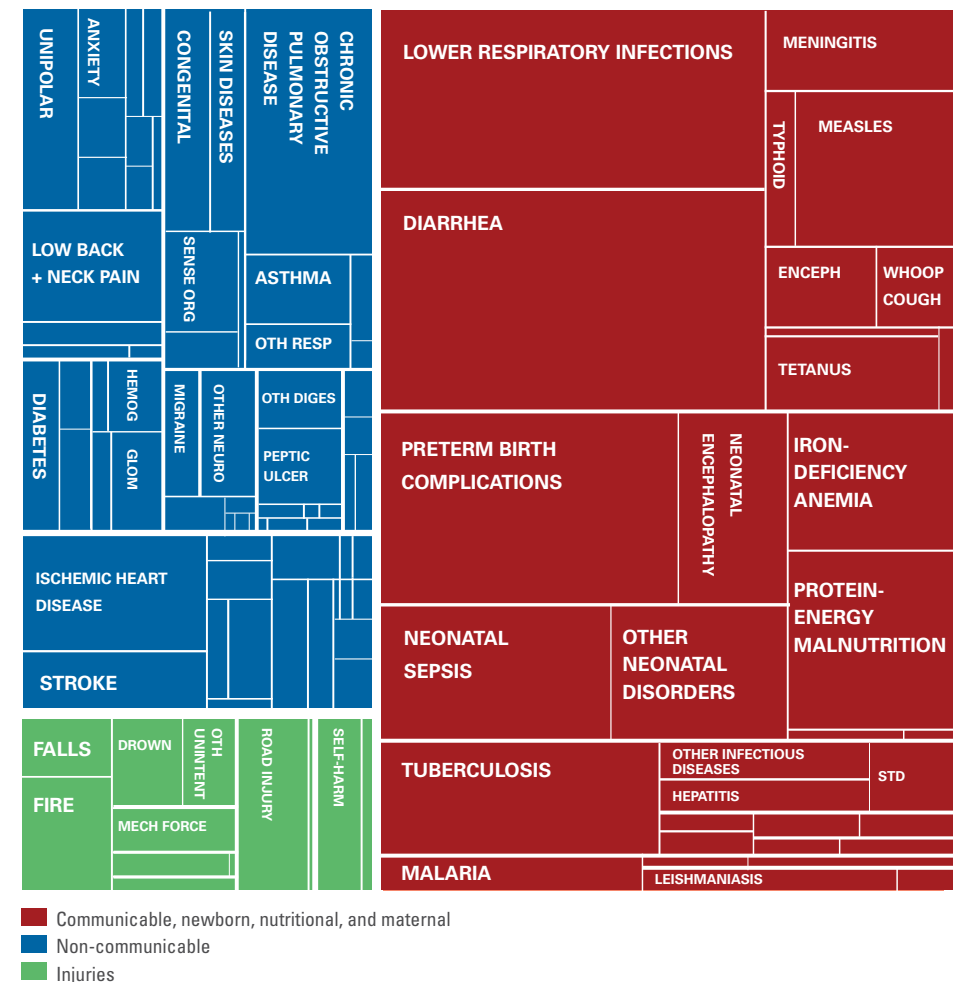 UNIPOLAR
ANXIETY
CONGENITAL
SKIN DISEASES
CHRONIC
OBSTRUCTIVE
PULMONARY
DISEASE
LOW BACK
+ NECK PAIN
SENSE ORG
ASTHMA
OTH RESP
DIABETES
HEMOG
GLOM
MIGRAINE
OTHER NEURO
OTH DIGES
PEPTIC
ULCER
ISCHEMIC HEART
DISEASE
STROKE
FALLS
FIRE
DROWN
OTH
UNINTENT
MECH FORCE
ROAD INJURY
SELF-HARM
LOWER RESPIRATORY INFECTIONS
MENINGITIS
TYPHOID
MEASLES
DIARRHEA
ENCEPH
WHOOP
COUGH
TETANUS
PRETERM BIRTH
COMPLICATIONS
NEONATAL
ENCEPHALOPATHY
IRON-
DEFICIENCY
ANEMIA
PROTEIN-
ENERGY
MALNUTRITION
NEONATAL
SEPSIS
OTHER
NEONATAL
DISORDERS
TUBERCULOSIS
OTHER INFECTIOUS
DISEASES
HEPATITIS
STD
MALARIA
LEISHMANIASIS
Communicable, newborn, nutritional, and maternal
Non-communicable
Injuries